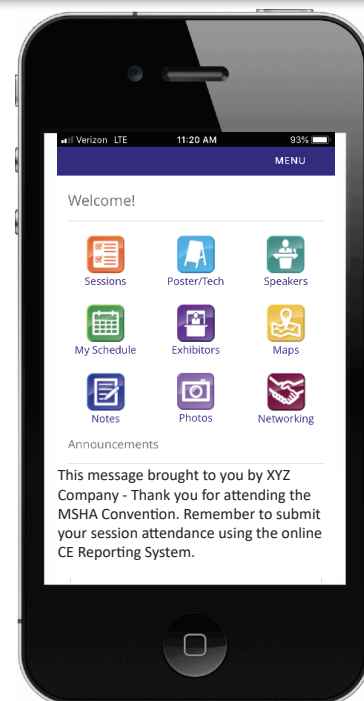 Verizon LTE 11:20 AM 93%
MENU
Welcome!
Sessions Poster/Tech Speakers
My Schedule Exhibitors Maps
Notes Photos Networking
Announcements
This message brought to you by XYZ
Company - Thank you for attending the
MSHA Convention. Remember to submit
your session attendance using the online
CE Reporting System.